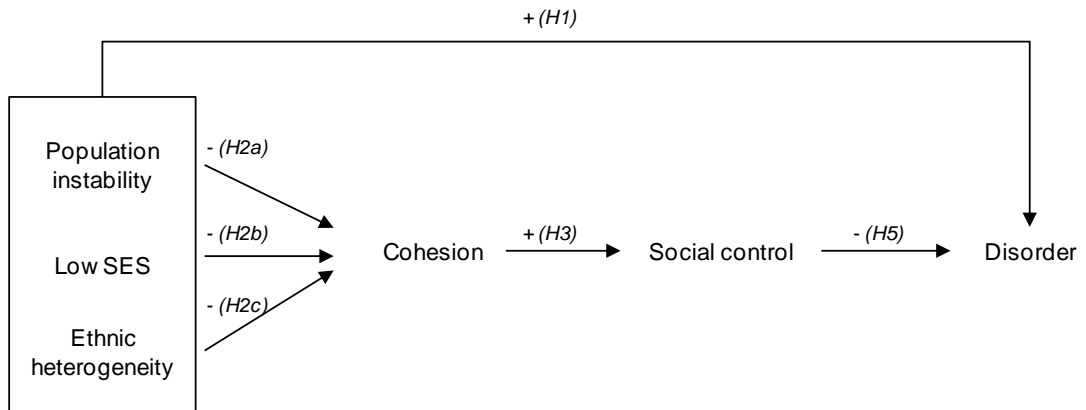 + (H1)
Population
instability
- (H2a)
- (H2b)
Low SES
- (H2c)
Ethnic
heterogeneity
Cohesion
+ (H3)
Social control
- (H5)
Disorder